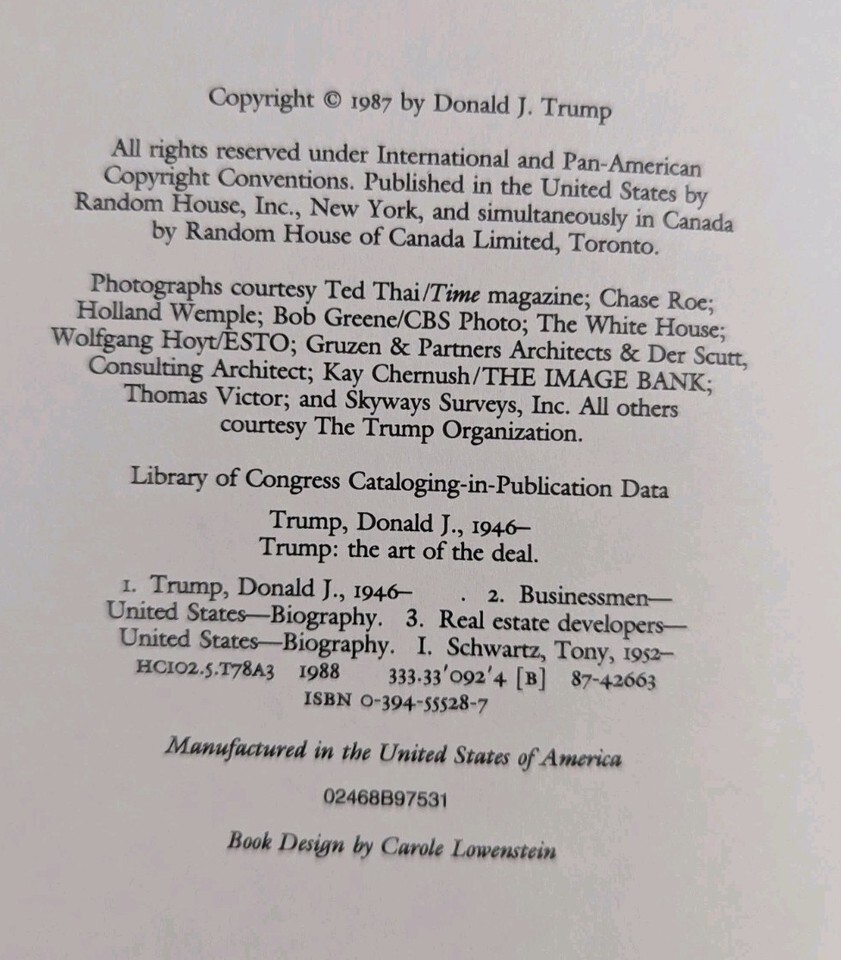 Copyright © 1987 by Donald J. Trump
All rights reserved under International and Pan-American
Copyright Conventions. Published in the United States by
Random House, Inc., New York, and simultaneously in Canada
by Random House of Canada Limited, Toronto.
Photographs courtesy Ted Thai/Time magazine; Chase Roe;
Holland Wemple; Bob Greene/CBS Photo; The White House;
Wolfgang Hoyt/ESTO; Gruzen & Partners Architects & Der Scutt,
Consulting Architect; Kay Chernush/THE IMAGE BANK;
Thomas Victor; and Skyways Surveys, Inc. All others
courtesy The Trump Organization.
Library of Congress Cataloging-in-Publication Data
Trump, Donald J., 1946–
Trump: the art of the deal.
1. Trump, Donald J., 1946– . 2. Businessmen—
United States—Biography. 3. Real estate developers—
United States—Biography. I. Schwartz, Tony, 1952–
HC102.5.T78A3 1988 333.33'092'4 [B] 87-42663
ISBN 0-394-55528-7
Manufactured in the United States of America
02468B97531
Book Design by Carole Lowenstein